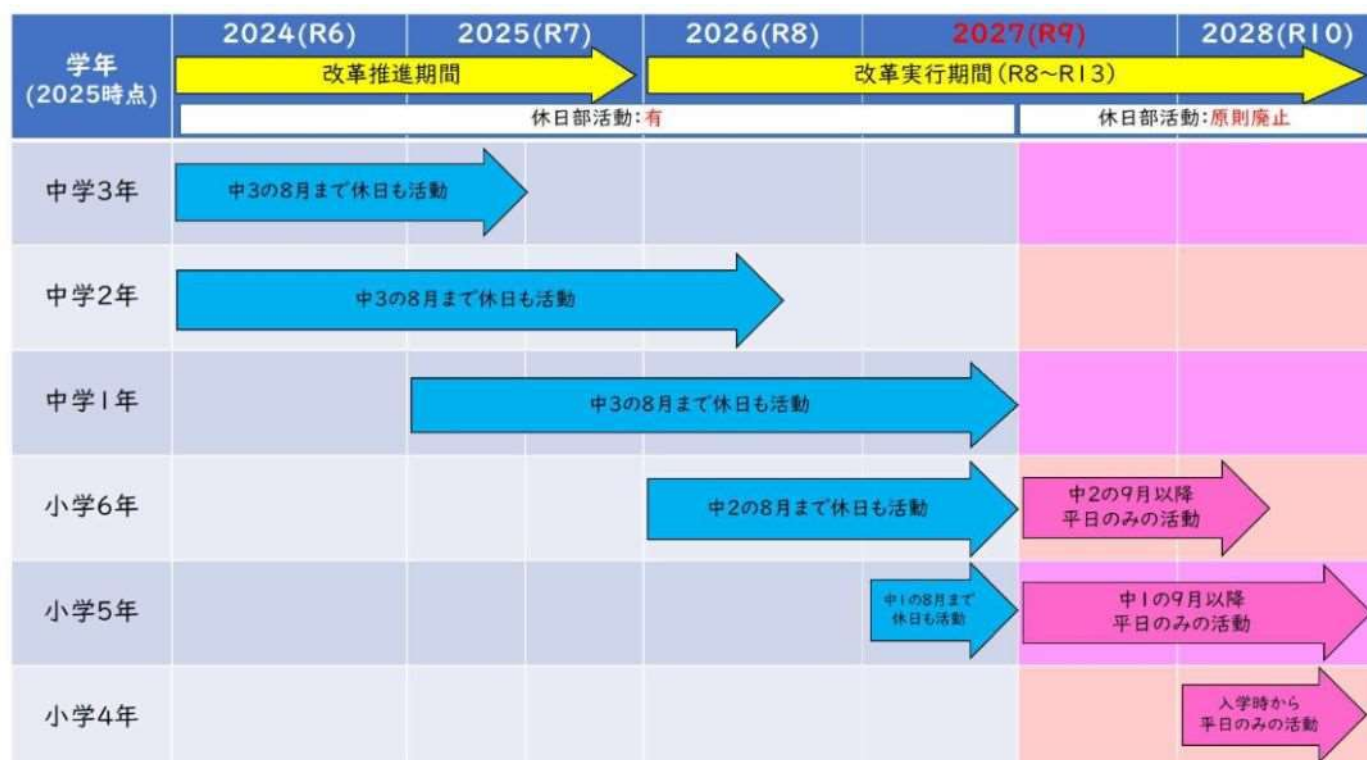 学年
(2025時点)
2024(R6)
2025(R7)
2026(R8)
2027(R9)
2028(R10)
改革推進期間
改革実行期間(R8～R13)
休日部活動:有
休日部活動:原則廃止
中学3年
中3の8月まで休日も活動
中学2年
中3の8月まで休日も活動
中学1年
中3の8月まで休日も活動
小学6年
中2の8月まで休日も活動
中2の9月以降
平日のみの活動
小学5年
中1の8月まで
休日も活動
中1の9月以降
平日のみの活動
小学4年
入学時から
平日のみの活動